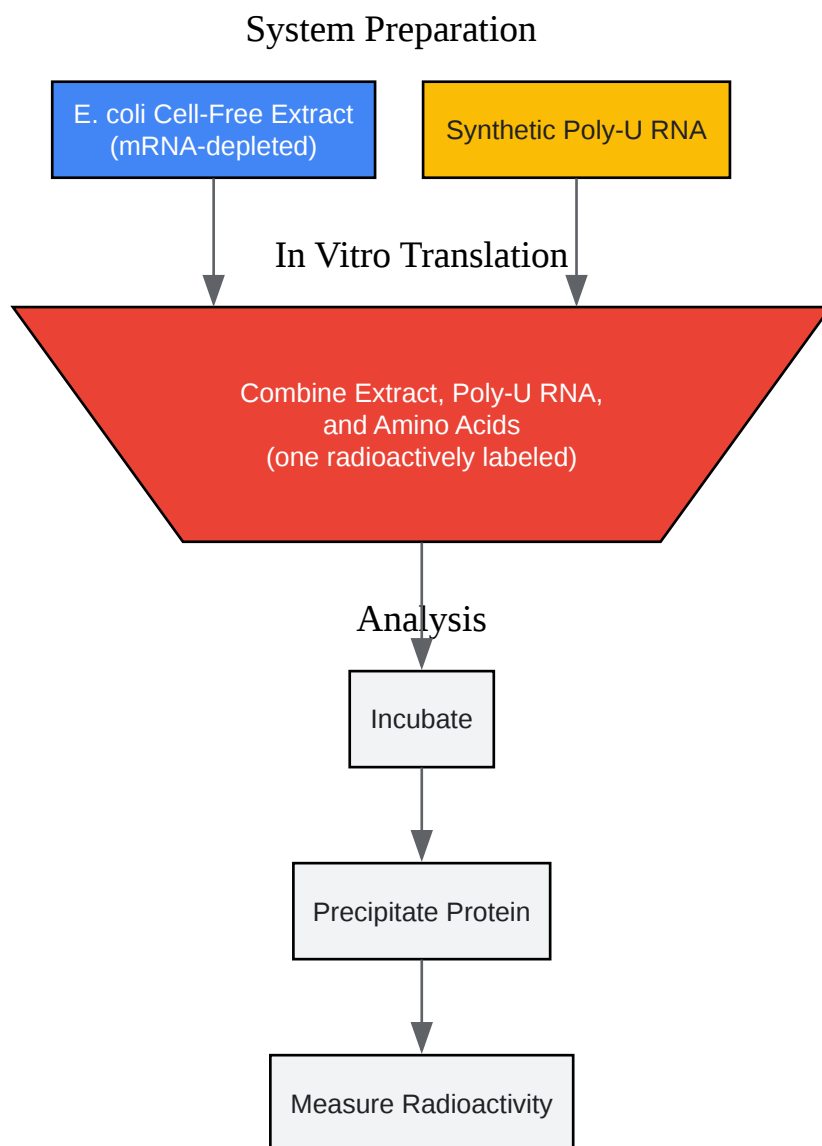 System Preparation
E. coli Cell-Free Extract
(mRNA-depleted)
Synthetic Poly-U RNA
In Vitro Translation
Combine Extract, Poly-U RNA,
and Amino Acids
(one radioactively labeled)
Analysis
Incubate
Precipitate Protein
Measure Radioactivity